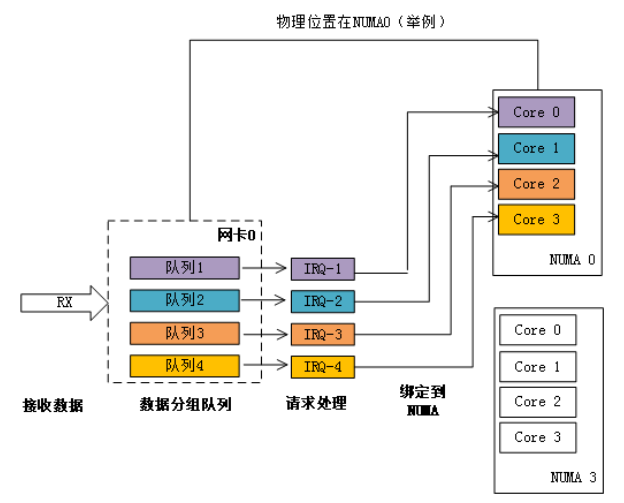 物理位置在NUMA0（举例）
Core 0
Core 1
Core 2
Core 3
NUMA 0
网卡0
队列1
IRQ-1
队列2
IRQ-2
RX
队列3
IRQ-3
队列4
IRQ-4
接收数据
数据分组队列
请求处理
绑定到
NUMA
Core 0
Core 1
Core 2
Core 3
NUMA 3